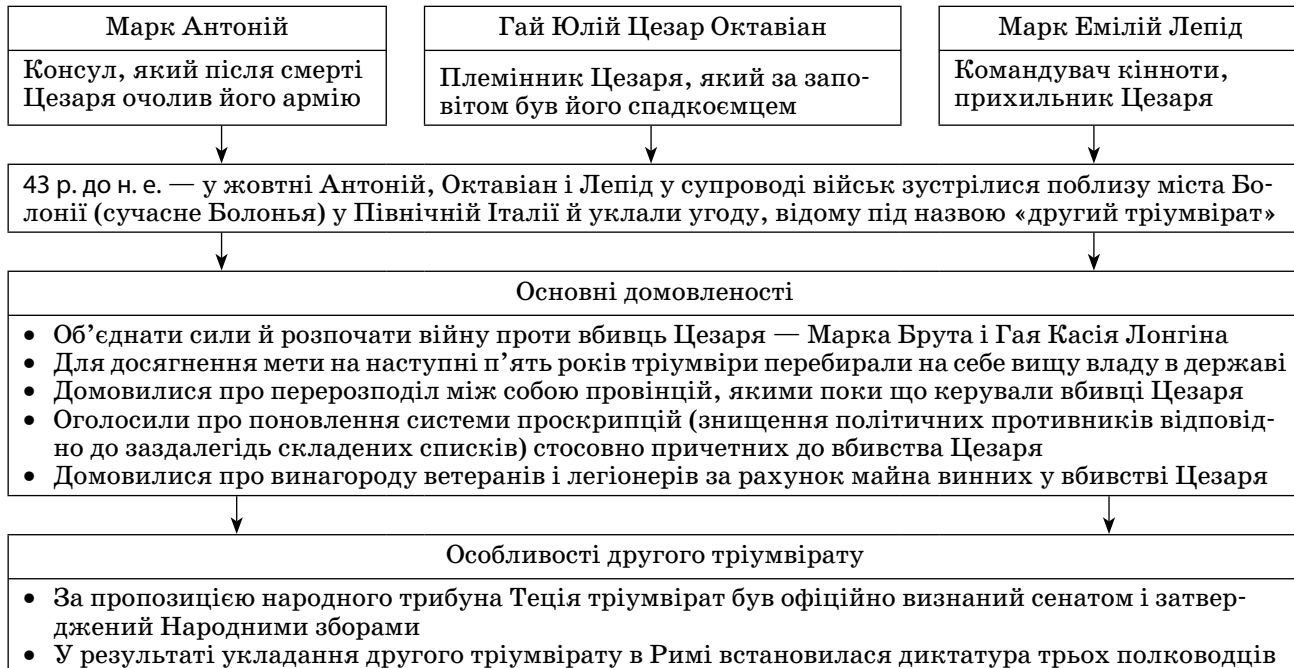 Марк Антоній
Консул, який після смерті
Цезаря очолив його армію
Гай Юлій Цезар Октавіан
Племінник Цезаря, який за запо-
вітом був його спадкоємцем
Марк Емілій Лепід
Командувач кінноти,
прихильник Цезаря
43 р. до н. е. — у жовтні Антоній, Октавіан і Лепід у супроводі військ зустрілися поблизу міста Бо-
лонії (сучасне Болонья) у Північній Італії й уклали угоду, відому під назвою «другий тріумвірат»
Основні домовленості
• Об’єднати сили й розпочати війну проти вбивць Цезаря — Марка Брута і Гая Касія Лонгіна
• Для досягнення мети на наступні п’ять років тріумвіри перебирали на себе вищу владу в державі
• Домовилися про перерозподіл між собою провінцій, якими поки що керували вбивці Цезаря
• Оголосили про поновлення системи проскрипцій (знищення політичних противників відповід-
но до заздалегідь складених списків) стосовно причетних до вбивства Цезаря
• Домовилися про винагороду ветеранів і легіонерів за рахунок майна винних у вбивстві Цезаря
Особливості другого тріумвірату
• За пропозицією народного трибуна Теція тріумвірат був офіційно визнаний сенатом і затвер-
джений Народними зборами
• У результаті укладання другого тріумвірату в Римі встановилася диктатура трьох полководців